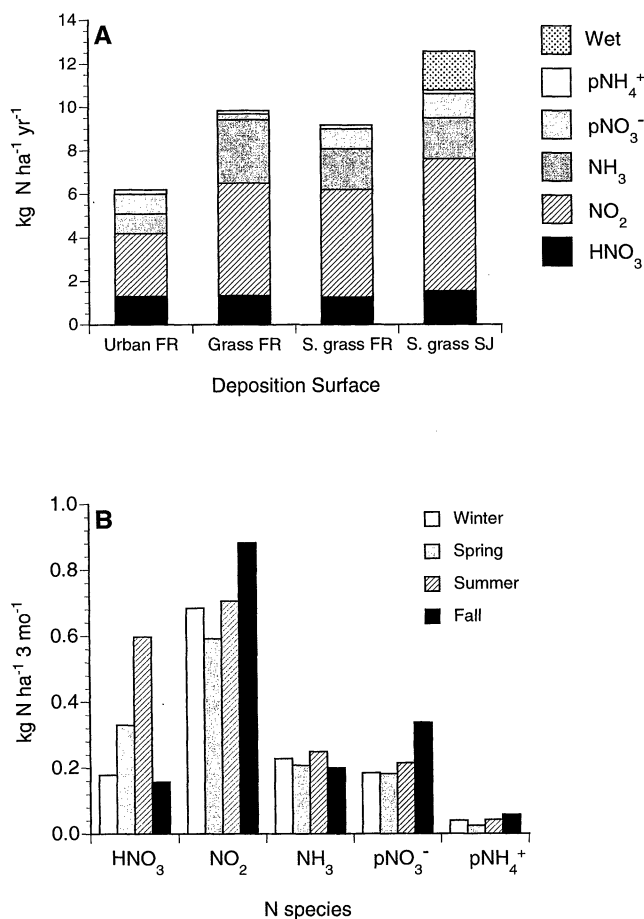 A
14
12
10
8
6
4
2
0
kg N ha⁻¹ yr⁻¹
Urban FR
Grass FR
S. grass FR
S. grass SJ
Deposition Surface
Wet
pNH₄⁺
pNO₃⁻
NH₃
NO₂
HNO₃
B
1.0
0.8
0.6
0.4
0.2
0.0
kg N ha⁻¹ 3 mo⁻¹
Winter
Spring
Summer
Fall
HNO₃
NO₂
NH₃
pNO₃⁻
pNH₄⁺
N species